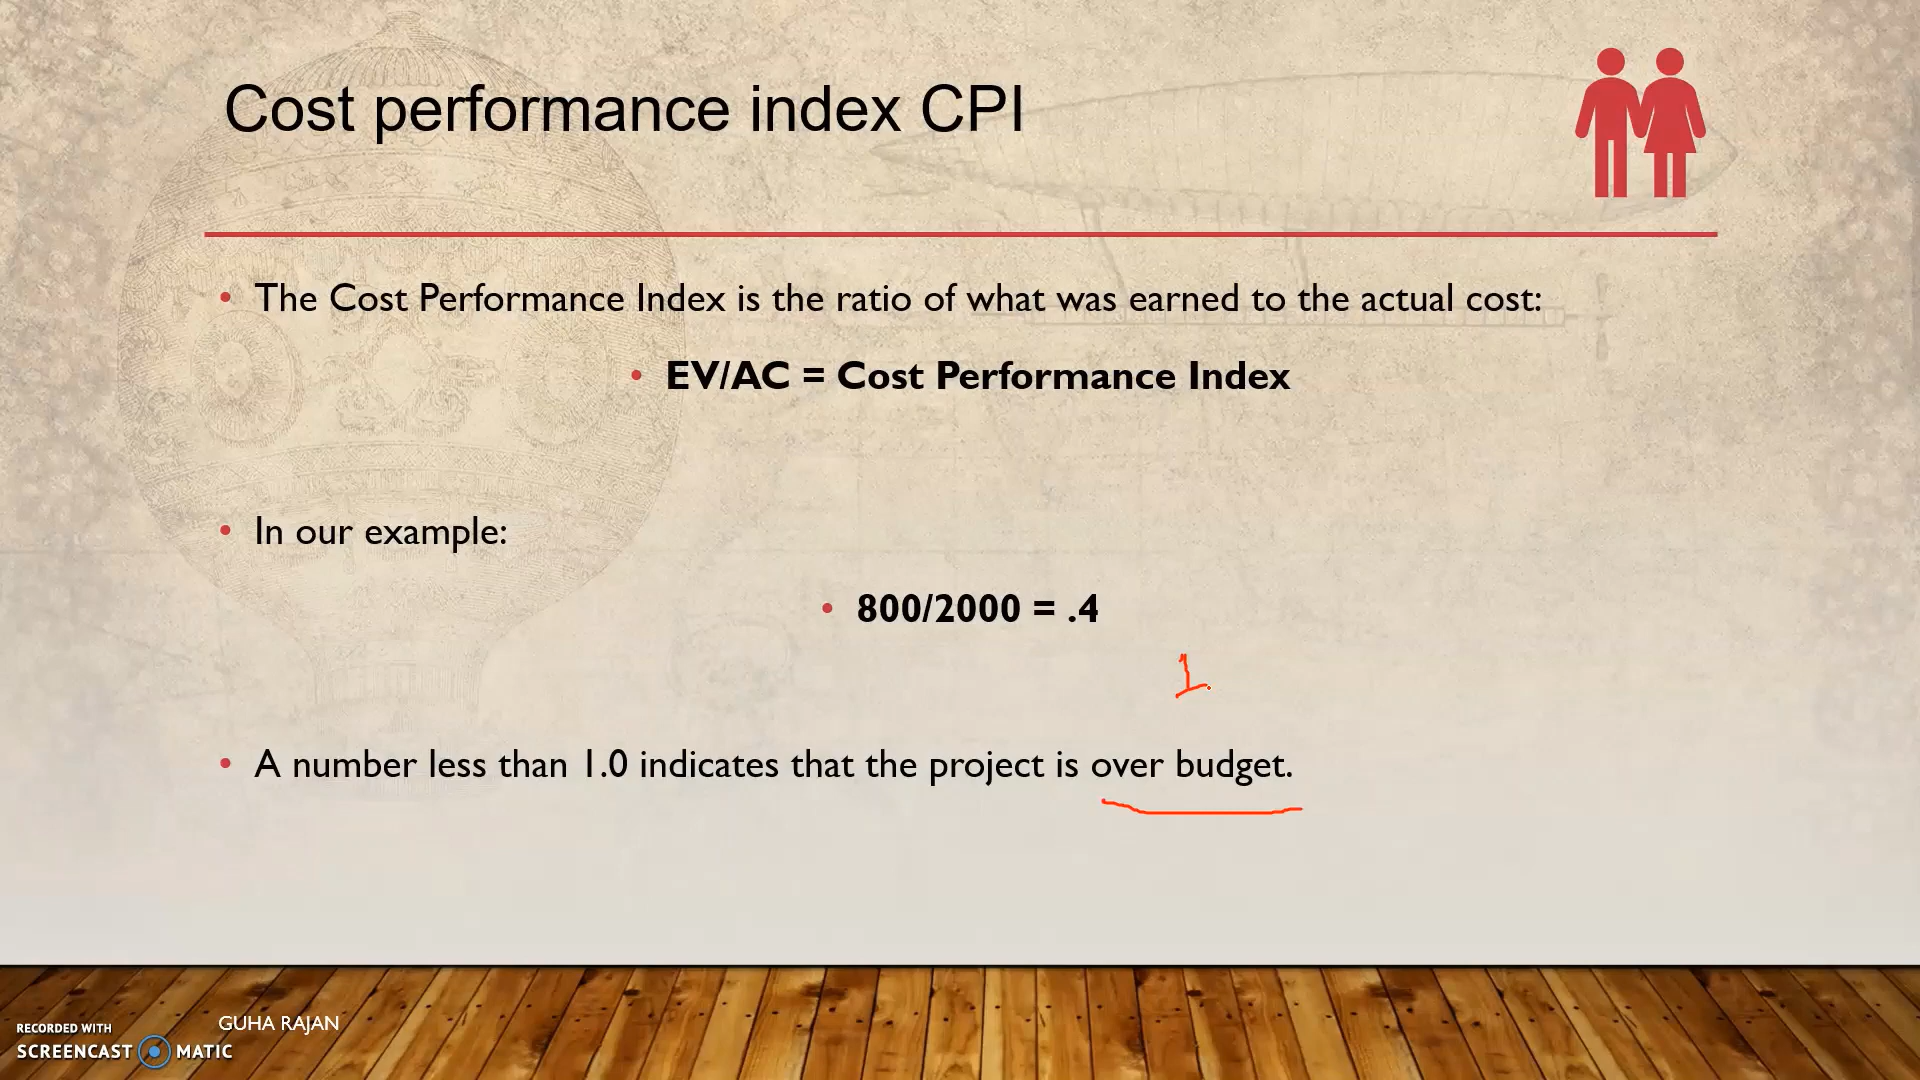 Cost performance index CPI
• The Cost Performance Index is the ratio of what was earned to the actual cost:
• EV/AC = Cost Performance Index
• In our example:
• 800/2000 = .4
1
• A number less than 1.0 indicates that the project is over budget.
GUHA RAJAN
RECORDED WITH
SCREENCAST MATIC